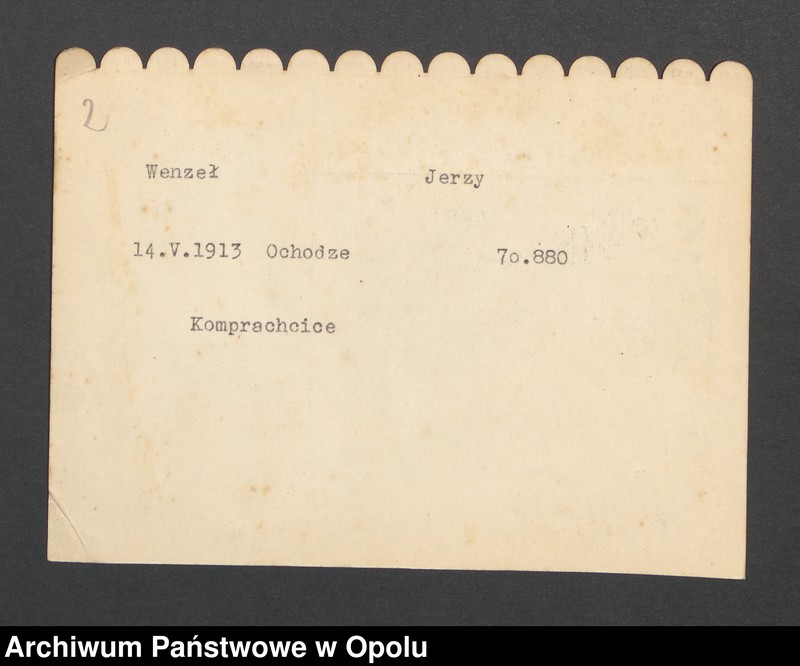 2
Wenzeł Jerzy
14.V.1913 Ochodze 7o.880
Komprachcice
Archiwum Państwowe w Opolu